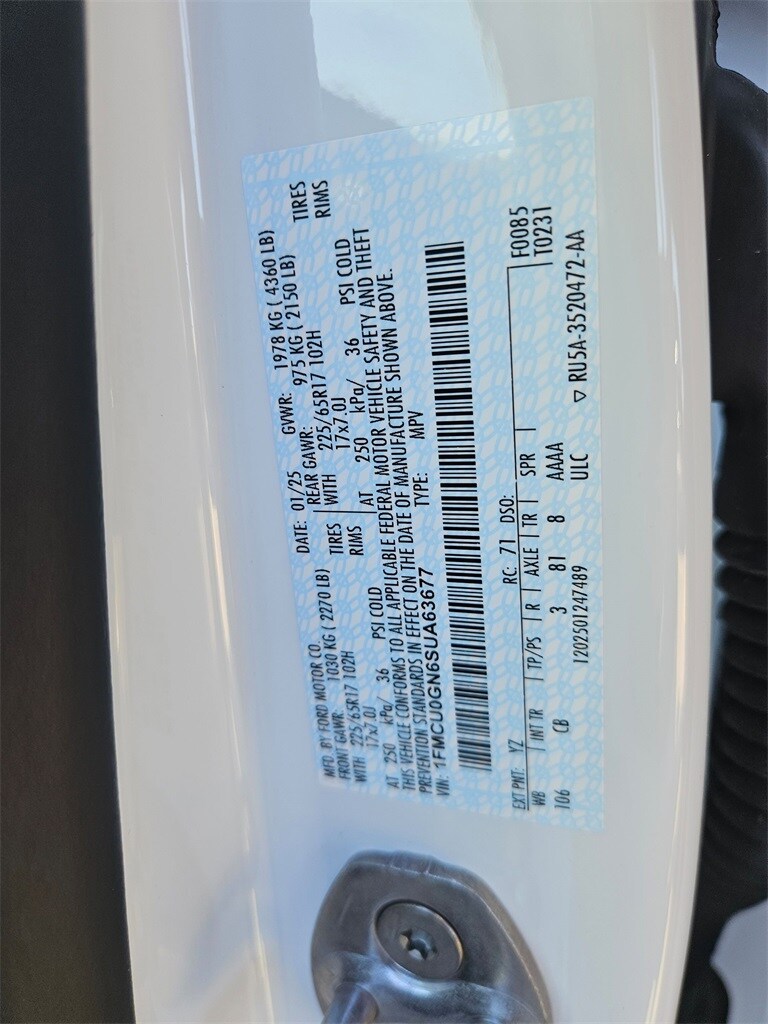 MFD. BY FORD MOTOR CO.
DATE: 01/25 GVWR: 1978 KG ( 4360 LB)
FRONT GAWR: 1030 KG ( 2270 LB)
REAR GAWR: 975 KG ( 2150 LB)
WITH 225/65R17 102H TIRES
WITH 225/65R17 102H TIRES
17x7.0J RIMS
17x7.0J RIMS
AT 250 kPa/ 36 PSI COLD
AT 250 kPa/ 36 PSI COLD
THIS VEHICLE CONFORMS TO ALL APPLICABLE FEDERAL MOTOR VEHICLE SAFETY AND THEFT
PREVENTION STANDARDS IN EFFECT ON THE DATE OF MANUFACTURE SHOWN ABOVE.
VIN: 1FMCU0GN6SUA63677 TYPE: MPV
EXT PNT: YZ RC: 71 DSO: F0085
WB INT TR TP/PS R AXLE TR SPR T0231
106 CB 3 81 8 AAAA
1202501247489 ULC ▽ RU5A-3520472-AA